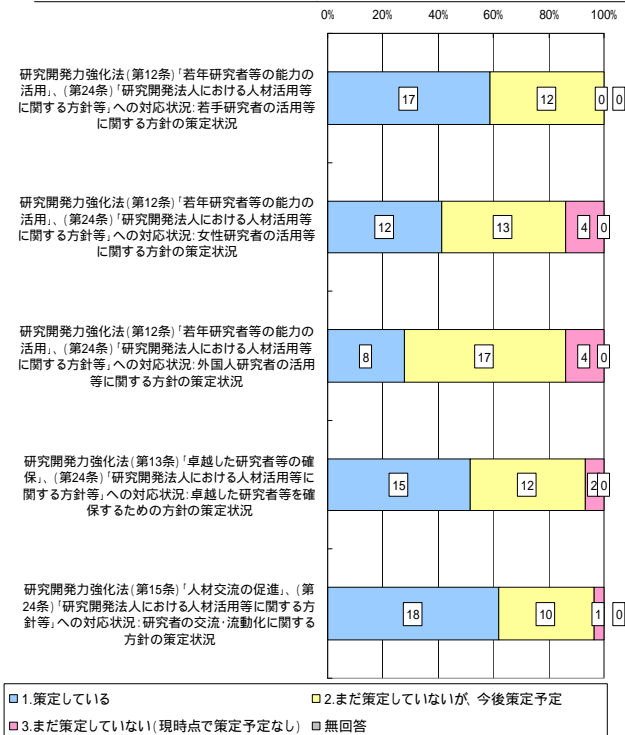 0% 20% 40% 60% 80% 100%
研究開発力強化法(第12条)「若年研究者等の能力の
活用」、(第24条)「研究開発法人における人材活用等
に関する方針等」への対応状況:若手研究者の活用等
に関する方針の策定状況
17 12 0 0
研究開発力強化法(第12条)「若年研究者等の能力の
活用」、(第24条)「研究開発法人における人材活用等
に関する方針等」への対応状況:女性研究者の活用等
に関する方針の策定状況
12 13 4 0
研究開発力強化法(第12条)「若年研究者等の能力の
活用」、(第24条)「研究開発法人における人材活用等
に関する方針等」への対応状況:外国人研究者の活用
等に関する方針の策定状況
8 17 4 0
研究開発力強化法(第13条)「卓越した研究者等の確
保」、(第24条)「研究開発法人における人材活用等に
関する方針等」への対応状況:卓越した研究者等を確
保するための方針の策定状況
15 12 2 0
研究開発力強化法(第15条)「人材交流の促進」、(第
24条)「研究開発法人における人材活用等に関する方
針等」への対応状況:研究者の交流・流動化に関する
方針の策定状況
18 10 1 0
1.策定している 2.まだ策定していないが、今後策定予定
3.まだ策定していない(現時点で策定予定なし) 無回答